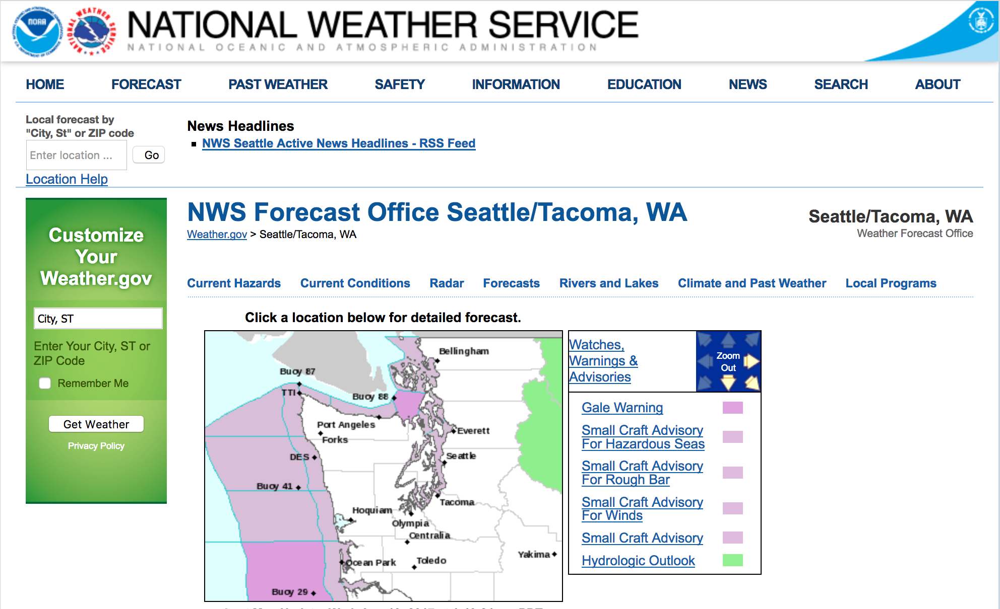 NOAA
NATIONAL WEATHER SERVICE
NATIONAL WEATHER SERVICE
NATIONAL OCEANIC AND ATMOSPHERIC ADMINISTRATION
HOME FORECAST PAST WEATHER SAFETY INFORMATION EDUCATION NEWS SEARCH ABOUT
Local forecast by
"City, St" or ZIP code
Enter location ...
Go
Location Help
News Headlines
NWS Seattle Active News Headlines - RSS Feed
Customize
Your
Weather.gov
City, ST
Enter Your City, ST or
ZIP Code
Remember Me
Get Weather
Privacy Policy
NWS Forecast Office Seattle/Tacoma, WA
Weather.gov > Seattle/Tacoma, WA
Seattle/Tacoma, WA
Weather Forecast Office
Current Hazards Current Conditions Radar Forecasts Rivers and Lakes Climate and Past Weather Local Programs
Click a location below for detailed forecast.
Bellingham
Buoy 87
TTI
Buoy 88
Port Angeles
Forks
Everett
DES
Seattle
Buoy 41
Tacoma
Hoquiam
Olympia
Centralia
Yakima
Ocean Park
Toledo
Buoy 29
Watches,
Warnings &
Advisories
Zoom
Out
Gale Warning
Small Craft Advisory
For Hazardous Seas
Small Craft Advisory
For Rough Bar
Small Craft Advisory
For Winds
Small Craft Advisory
Hydrologic Outlook